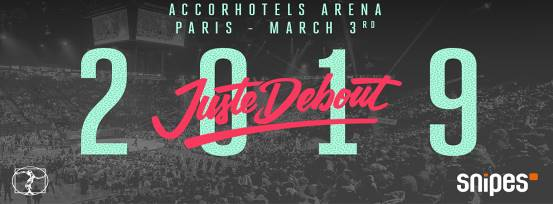 ACCORHOTELS ARENA
PARIS - MARCH 3RD
2019
Juste Debout
snipes